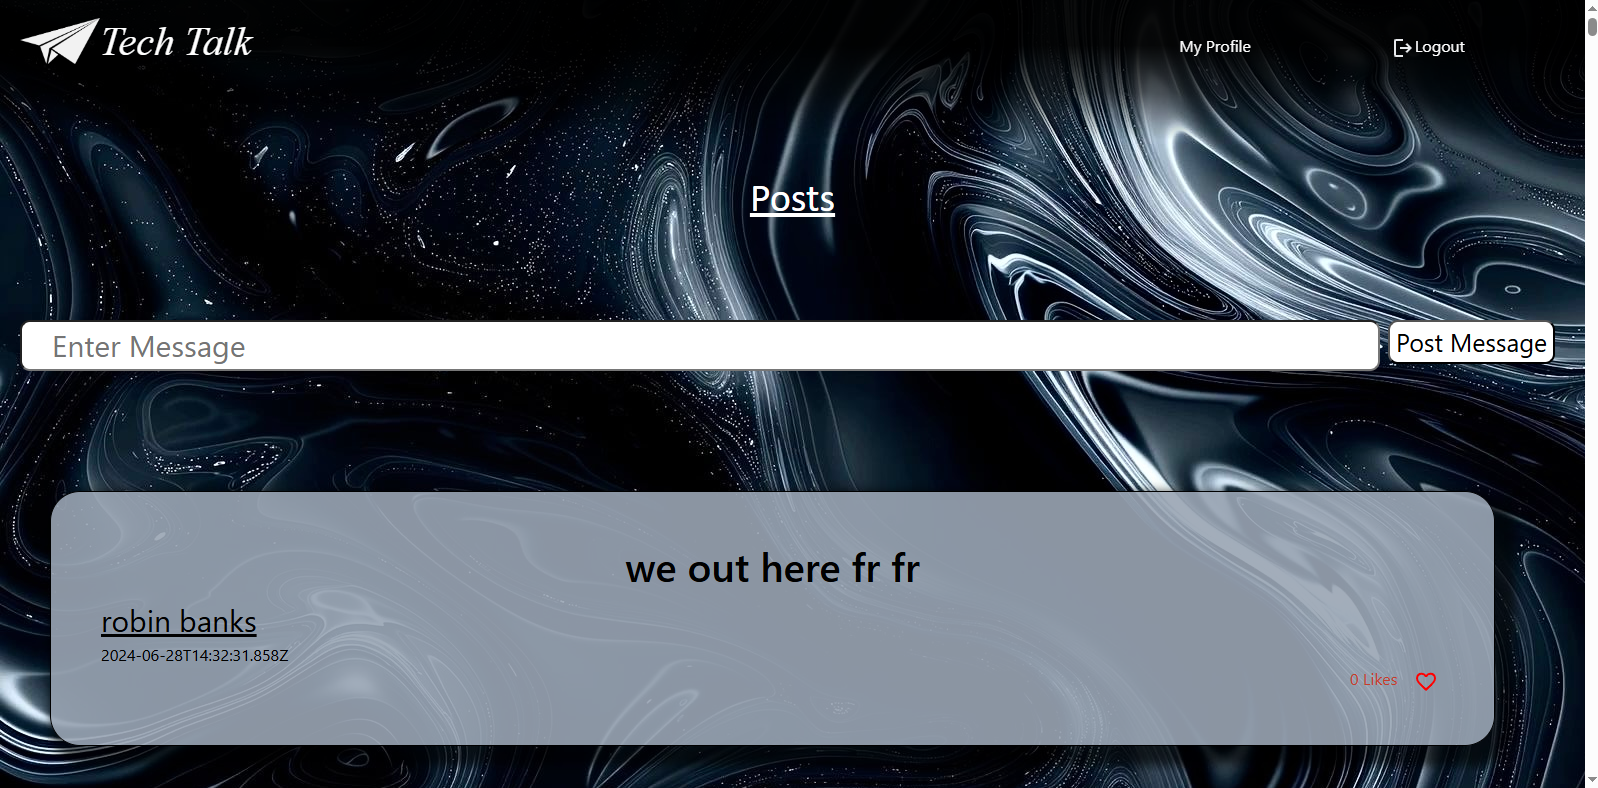 Tech Talk
My Profile
Logout
Posts
Enter Message
Post Message
we out here fr fr
robin banks
2024-06-28T14:32:31.858Z
0 Likes